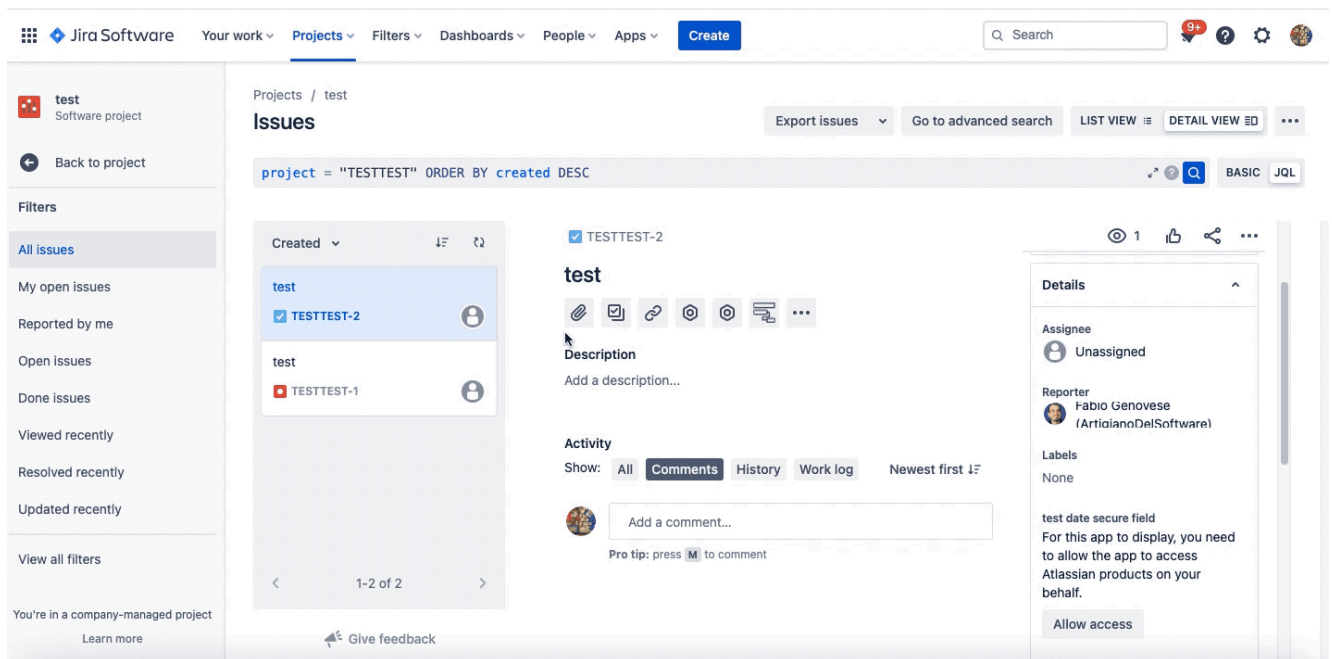 Jira Software Your work Projects Filters Dashboards People Apps Create Search 9+
test
Software project
Back to project
Filters
All issues
My open issues
Reported by me
Open issues
Done issues
Viewed recently
Resolved recently
Updated recently
View all filters
You're in a company-managed project
Learn more
Projects / test
Issues
Export issues Go to advanced search LIST VIEW DETAIL VIEW
project = "TESTTEST" ORDER BY created DESC
BASIC JQL
Created
test
TESTTEST-2
test
TESTTEST-1
1-2 of 2
Give feedback
TESTTEST-2
1
test
Description
Add a description...
Activity
Show: All Comments History Work log Newest first
Add a comment...
Pro tip: press M to comment
Details
Assignee
Unassigned
Reporter
Fabio Genovese
(ArtigianoDelSoftware)
Labels
None
test date secure field
For this app to display, you need
to allow the app to access
Atlassian products on your
behalf.
Allow access